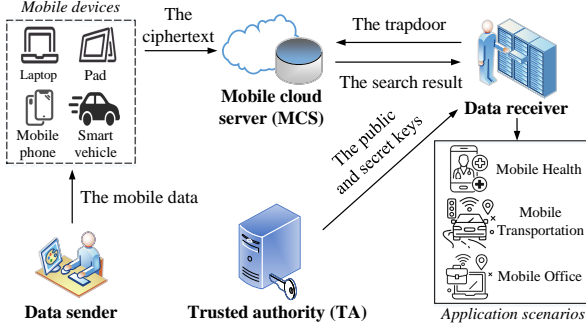 Mobile devices
Laptop
Pad
Mobile
phone
Smart
vehicle
The
ciphertext
Mobile cloud
server (MCS)
The trapdoor
The search result
Data receiver
The public
and secret keys
The mobile data
Data sender
Trusted authority (TA)
Mobile Health
Mobile
Transportation
Mobile Office
Application scenarios